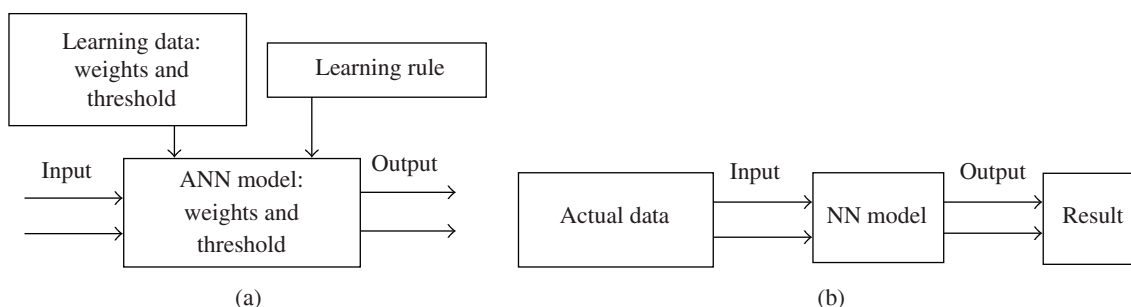 Learning data:
weights and
threshold
Learning rule
Input
ANN model:
weights and
threshold
Output
(a)
Actual data
Input
NN model
Output
Result
(b)